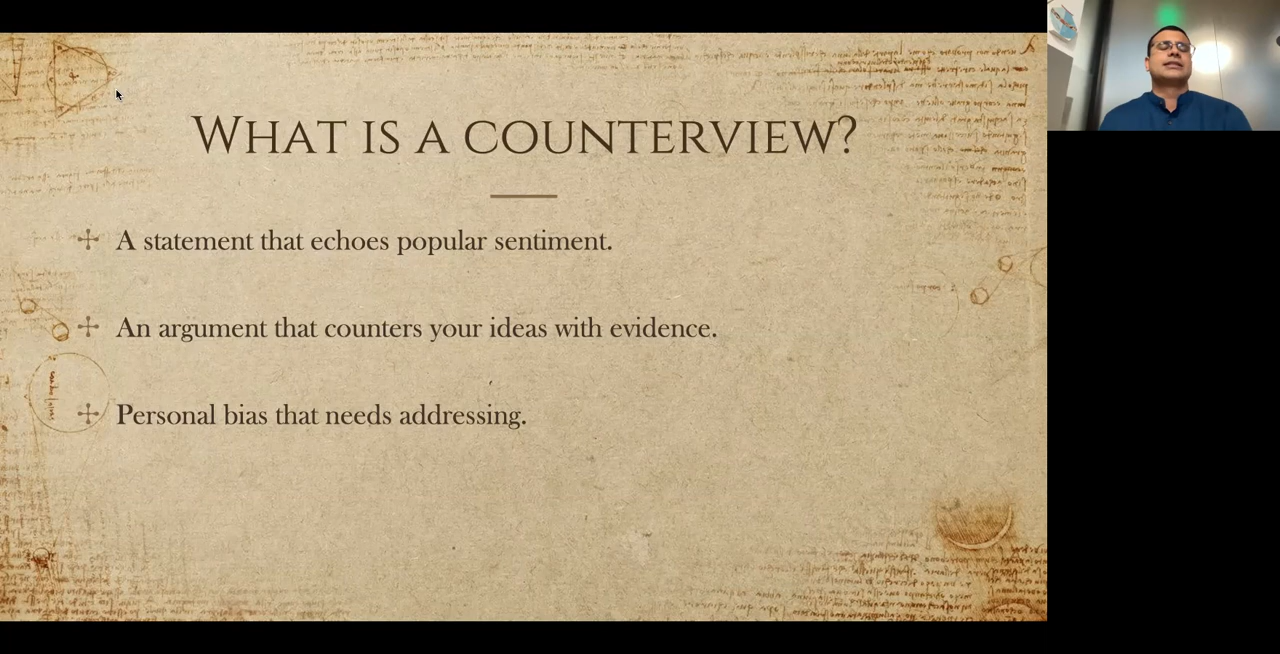 WHAT IS A COUNTERVIEW?
A statement that echoes popular sentiment.
An argument that counters your ideas with evidence.
Personal bias that needs addressing.